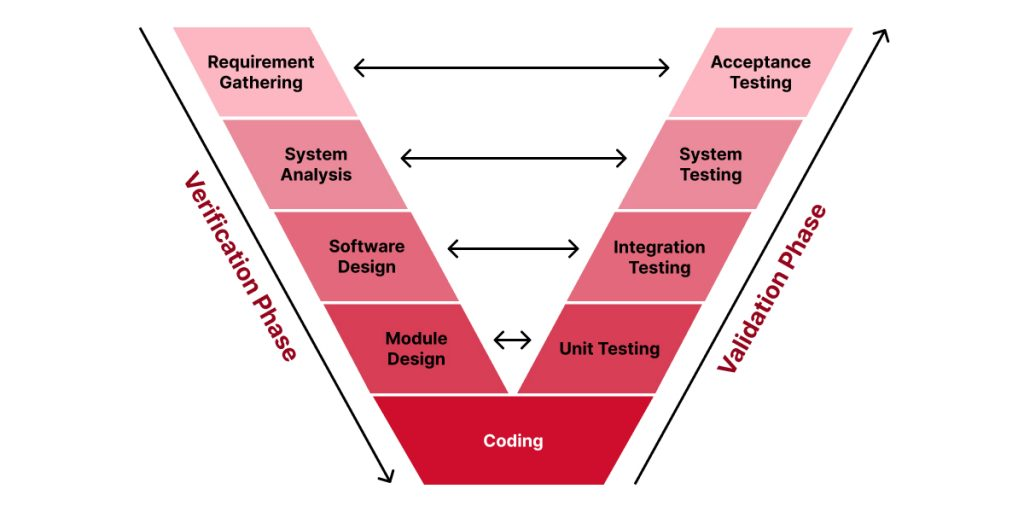 Requirement
Gathering
Acceptance
Testing
System
Analysis
System
Testing
Software
Design
Integration
Testing
Module
Design
Unit Testing
Coding
Verification Phase
Validation Phase